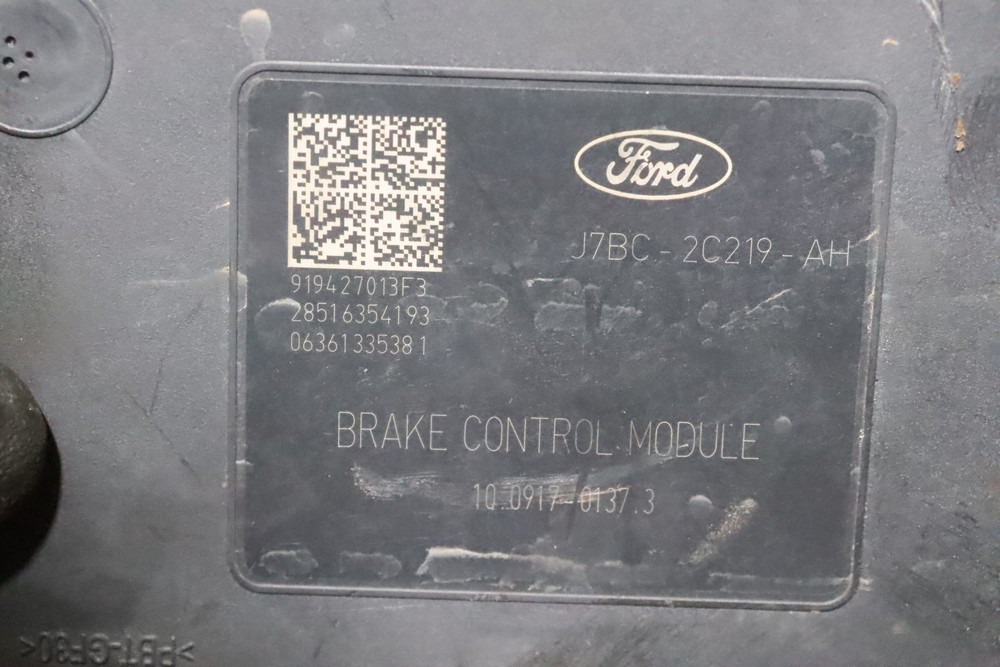 Ford
J7BC - 2C219 - AH
919427013F3
28516354193
06361335381
BRAKE CONTROL MODULE
10.0917-0137.3
>PBT-GF30<